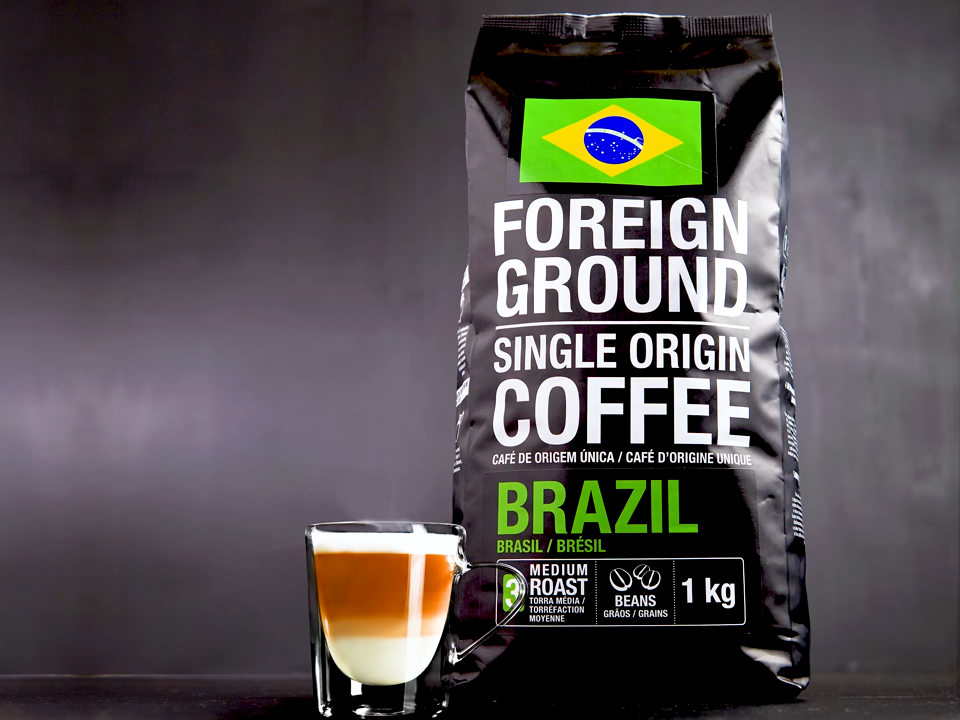 FOREIGN
GROUND
SINGLE ORIGIN
COFFEE
CAFÉ DE ORIGEM ÚNICA / CAFÉ D'ORIGINE UNIQUE
BRAZIL
BRASIL / BRÉSIL
3
MEDIUM
ROAST
TORRA MÉDIA /
TORRÉFACTION
MOYENNE
BEANS
GRÃOS / GRAINS
1 kg